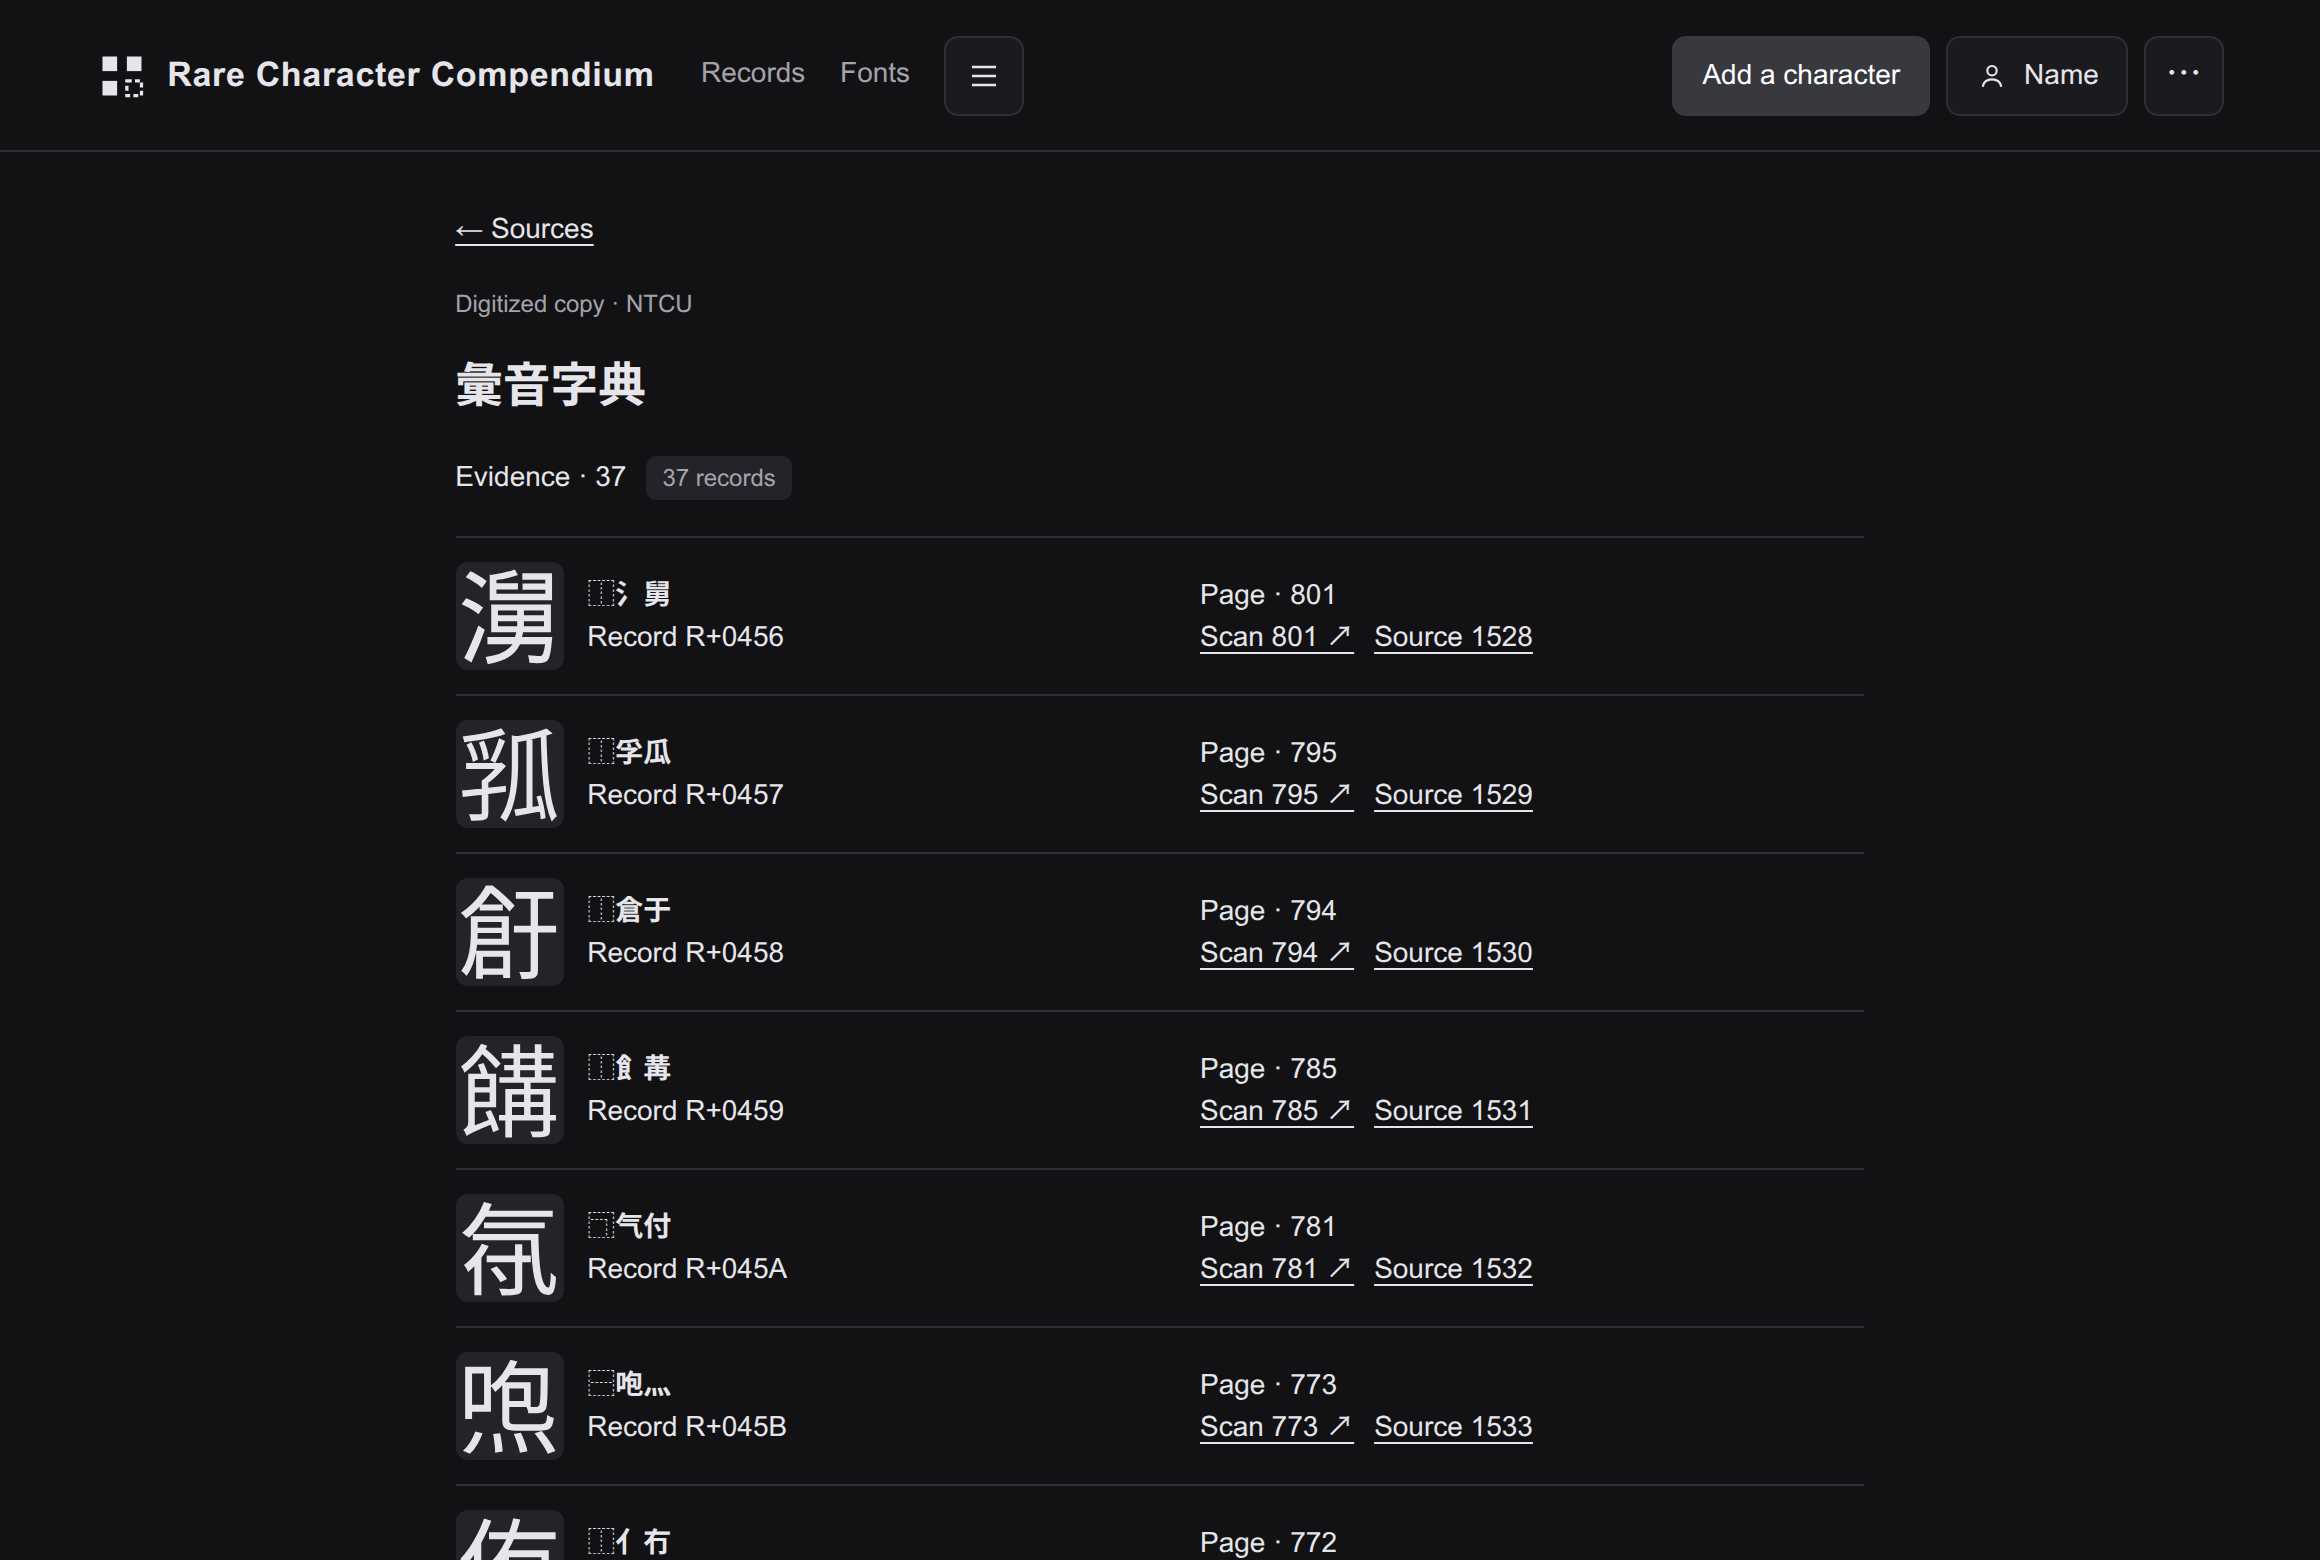 Rare Character Compendium Records Fonts Add a character Name ···
← Sources
Digitized copy · NTCU
彙音字典
Evidence · 37 37 records
⿰氵舅 Page · 801
Record R+0456 Scan 801 ↗ Source 1528
⿰孚瓜 Page · 795
Record R+0457 Scan 795 ↗ Source 1529
⿰倉于 Page · 794
Record R+0458 Scan 794 ↗ Source 1530
⿰飠冓 Page · 785
Record R+0459 Scan 785 ↗ Source 1531
⿹气付 Page · 781
Record R+045A Scan 781 ↗ Source 1532
⿱咆灬 Page · 773
Record R+045B Scan 773 ↗ Source 1533
⿰亻冇 Page · 772